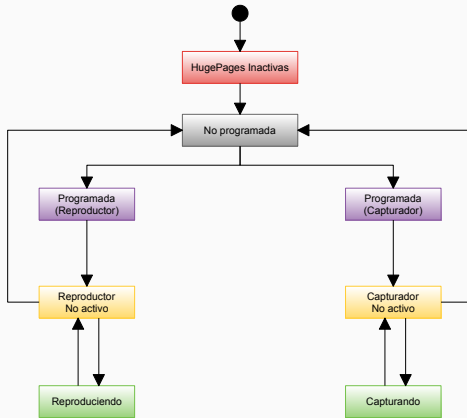 HugePages Inactivas
No programada
Programada
(Reproductor)
Programada
(Capturador)
Reproductor
No activo
Capturador
No activo
Reproduciendo
Capturando